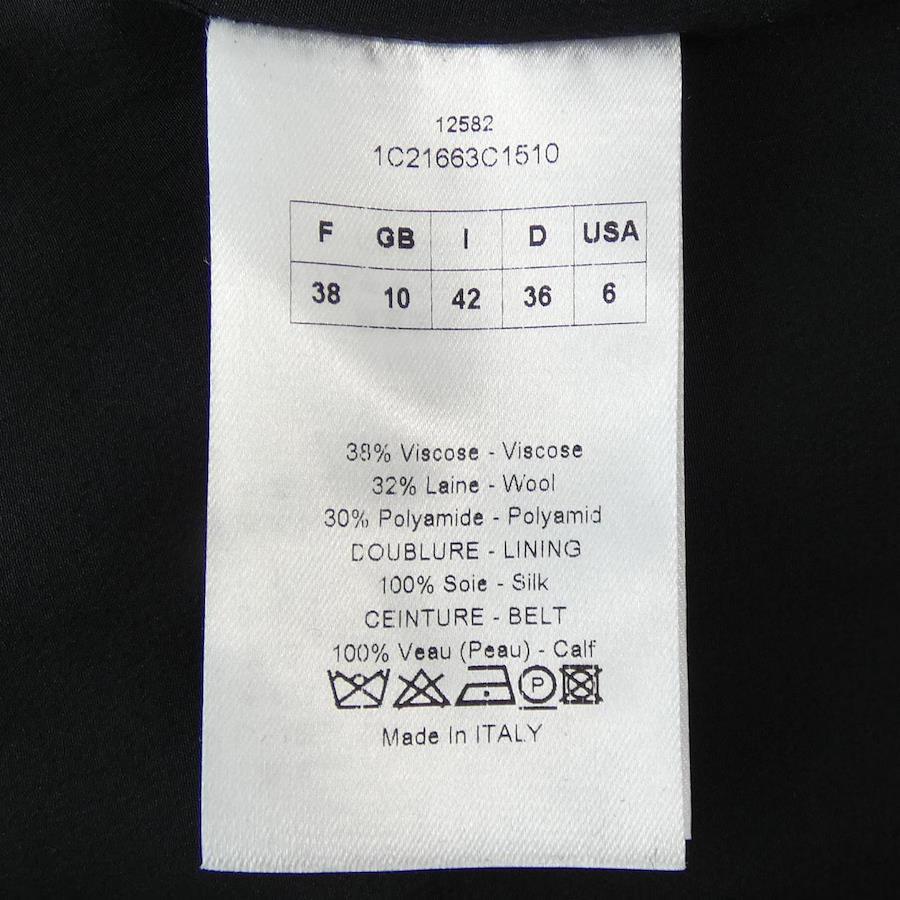 12582
1C21663C1510
F GB I D USA
38 10 42 36 6
38% Viscose - Viscose
32% Laine - Wool
30% Polyamide - Polyamid
DOUBLURE - LINING
100% Soie - Silk
CEINTURE - BELT
100% Veau (Peau) - Calf
P
Made In ITALY